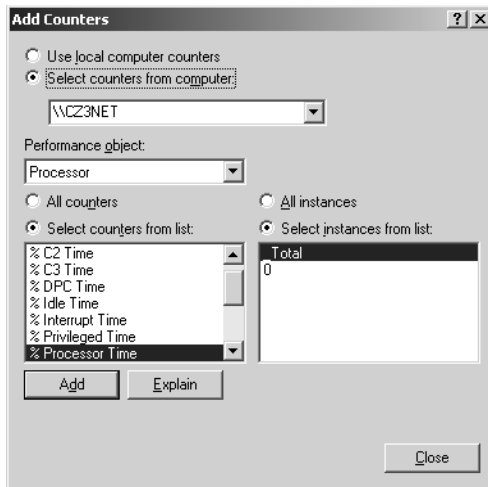 Add Counters
Use local computer counters
Select counters from computer:
\\CZ3NET
Performance object:
Processor
All counters
All instances
Select counters from list:
Select instances from list:
% C2 Time
% C3 Time
% DPC Time
% Idle Time
% Interrupt Time
% Privileged Time
% Processor Time
_Total
0
Add
Explain
Close